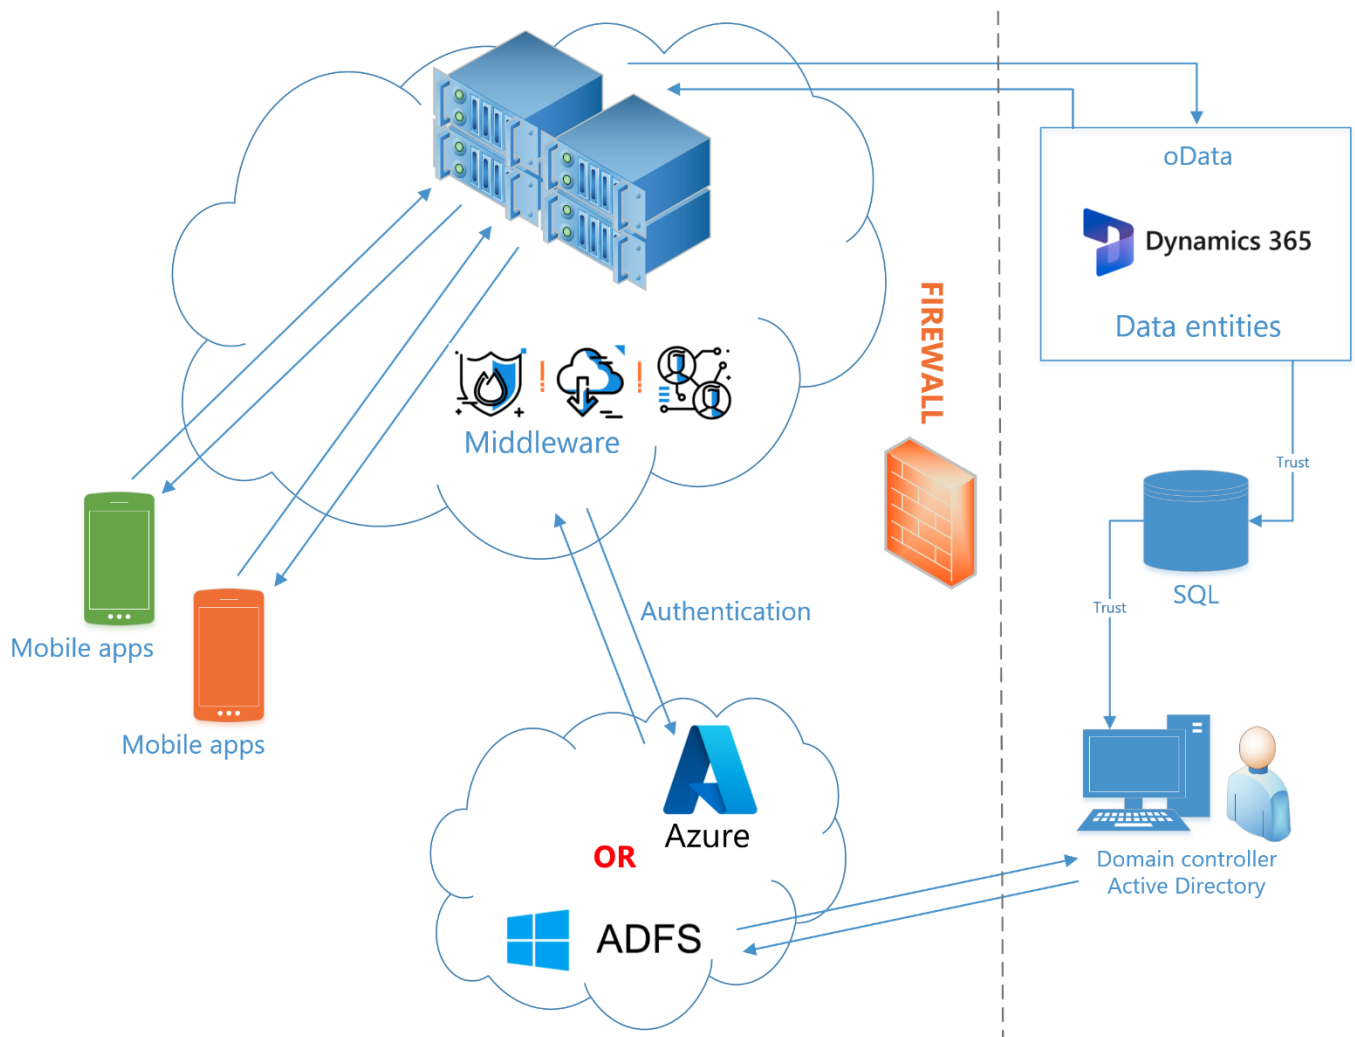 oData
Dynamics 365
Data entities
FIREWALL
Middleware
Trust
SQL
Trust
Authentication
Mobile apps
Mobile apps
Azure
OR
ADFS
Domain controller
Active Directory